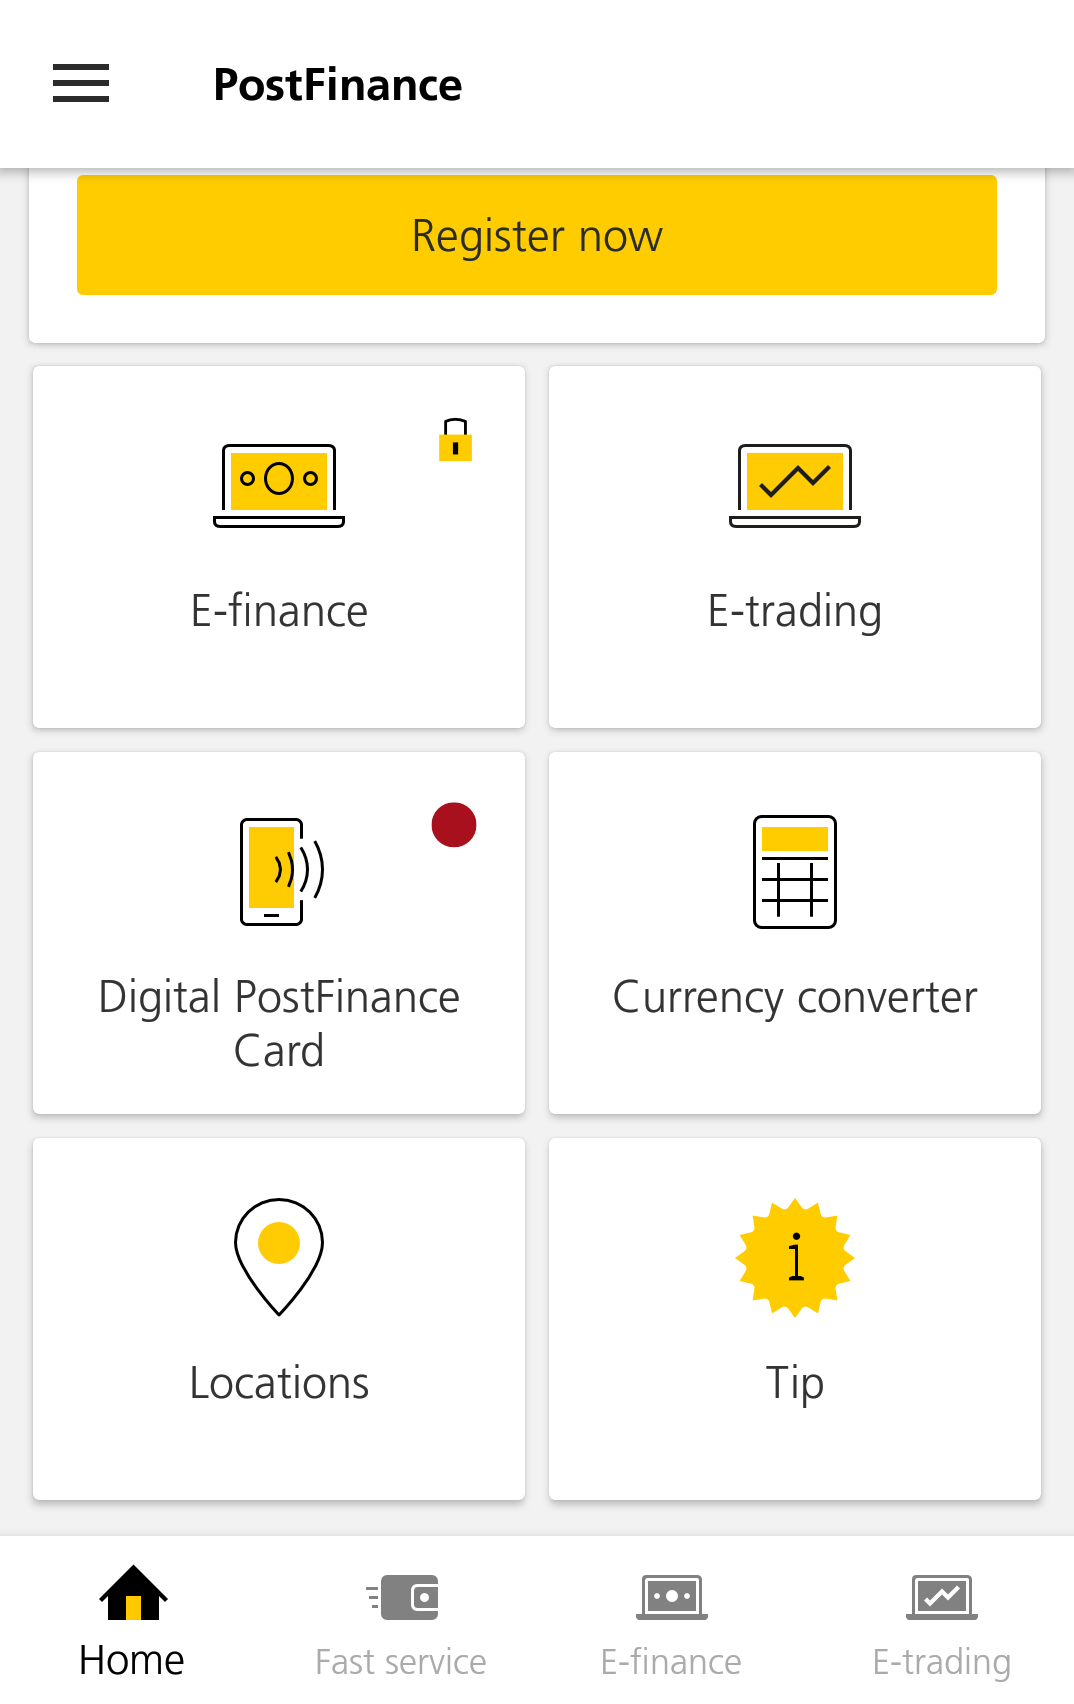 PostFinance
Register now
E-finance
E-trading
Digital PostFinance
Card
Currency converter
Locations
i
Tip
Home
Fast service
E-finance
E-trading